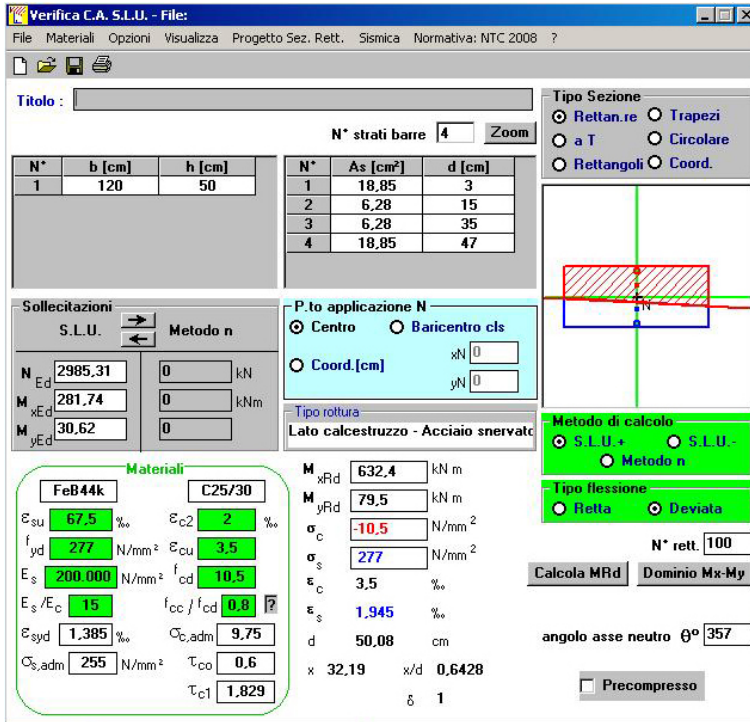 Verifica C.A. S.L.U. - File:
File Materiali Opzioni Visualizza Progetto Sez. Rett. Sismica Normativa: NTC 2008 ?
Titolo :
N° strati barre 4 Zoom
N° b [cm] h [cm]
1 120 50
N° As [cm²] d [cm]
1 18,85 3
2 6,28 15
3 6,28 35
4 18,85 47
Tipo Sezione
Rettan.re Trapezi
a T Circolare
Rettangoli Coord.
N
Sollecitazioni
S.L.U. Metodo n
N Ed 2985,31 0 kN
M xEd 281,74 0 kNm
M yEd 30,62 0
P.to applicazione N
Centro Baricentro cls
Coord.[cm] xN 0
yN 0
Tipo rottura
Lato calcestruzzo - Acciaio snervato
Metodo di calcolo
S.L.U.+ S.L.U.-
Metodo n
Tipo flessione
Retta Deviata
N° rett. 100
Calcola MRd Dominio Mx-My
angolo asse neutro θ° 357
Precompresso
Materiali
FeB44k C25/30
εsu 67,5 ‰ εc2 2 ‰
fyd 277 N/mm² εcu 3,5
Es 200.000 N/mm² fcd 10,5
Es/Ec 15 fcc / fcd 0,8 ?
εsyd 1,385 ‰ σc,adm 9,75
σs,adm 255 N/mm² τco 0,6
τc1 1,829
M xRd 632,4 kN m
M yRd 79,5 kN m
σc -10,5 N/mm²
σs 277 N/mm²
εc 3,5 ‰
εs 1,945 ‰
d 50,08 cm
x 32,19 x/d 0,6428
δ 1